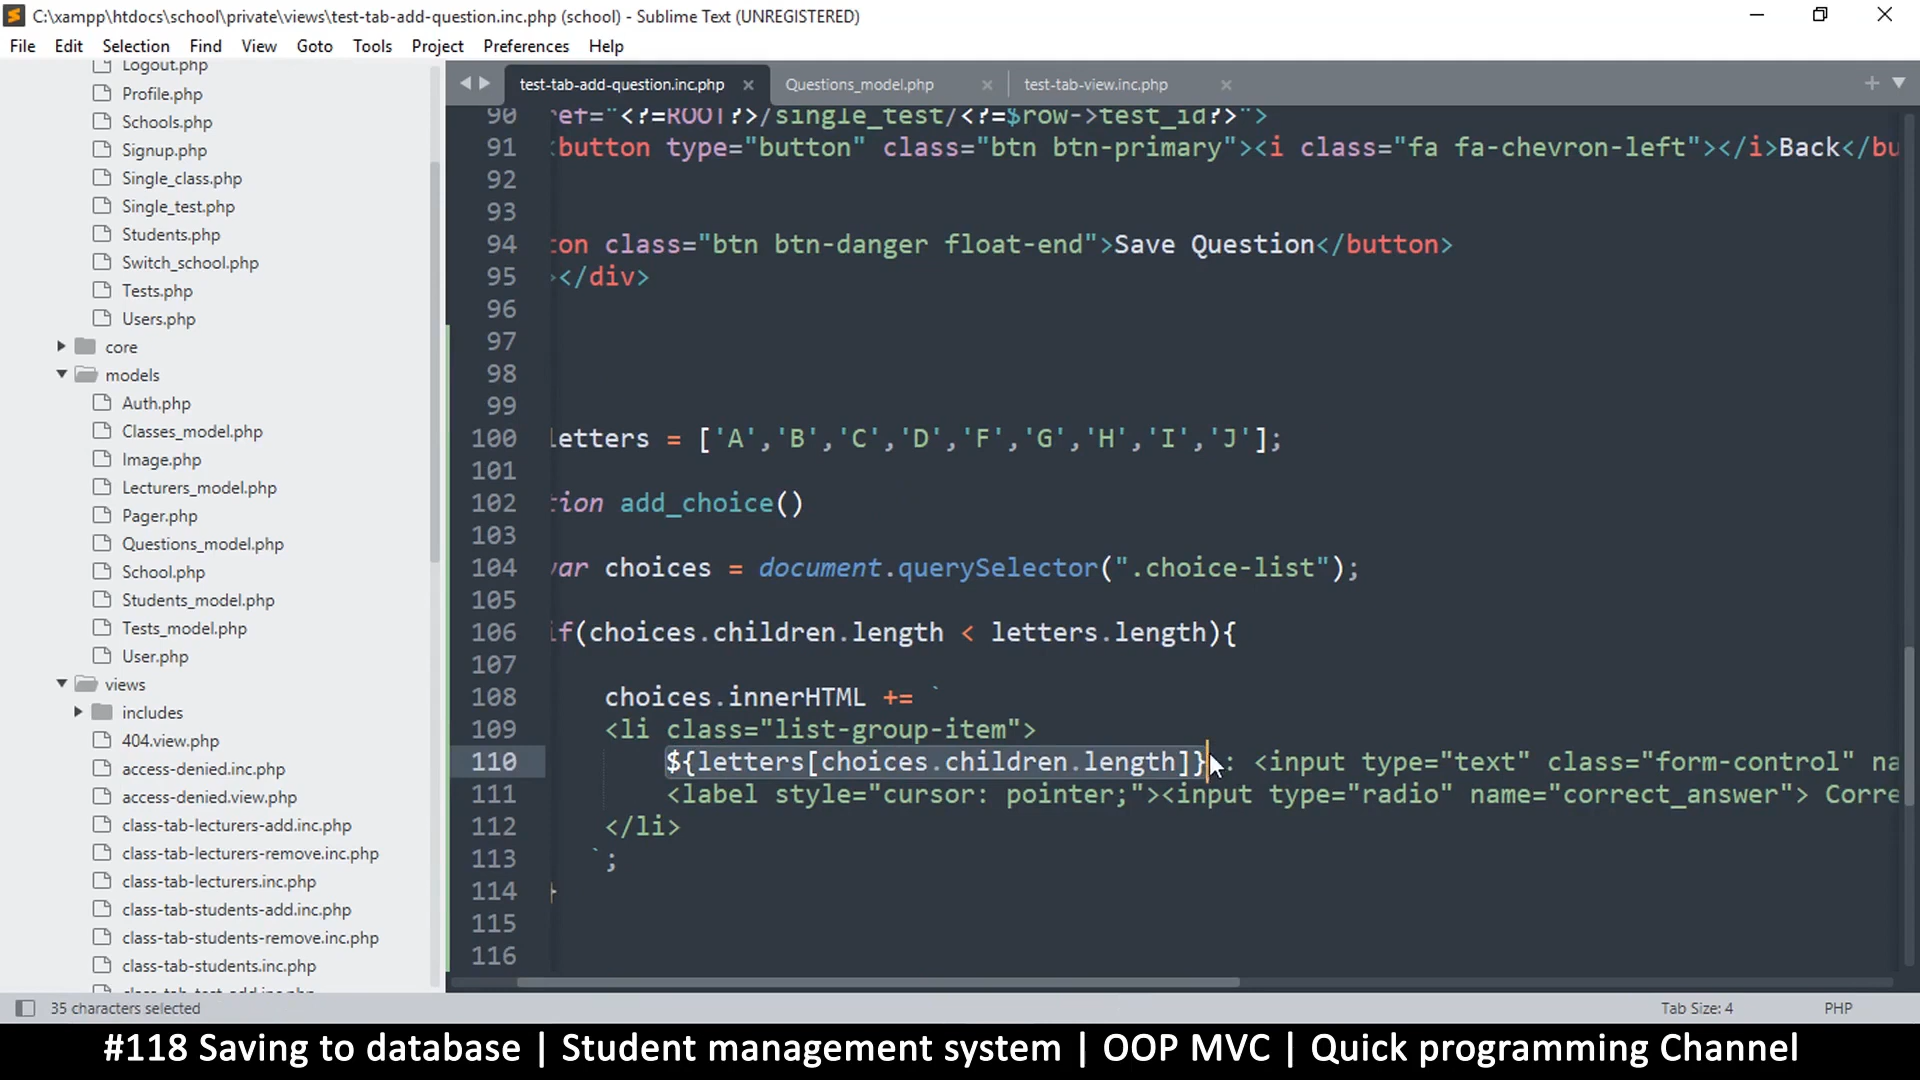 C:\xampp\htdocs\school\private\views\test-tab-add-question.inc.php (school) - Sublime Text (UNREGISTERED)
File Edit Selection Find View Goto Tools Project Preferences Help
Logout.php
Profile.php
Schools.php
Signup.php
Single_class.php
Single_test.php
Students.php
Switch_school.php
Tests.php
Users.php
core
models
Auth.php
Classes_model.php
Image.php
Lecturers_model.php
Pager.php
Questions_model.php
School.php
Students_model.php
Tests_model.php
User.php
views
includes
404.view.php
access-denied.inc.php
access-denied.view.php
class-tab-lecturers-add.inc.php
class-tab-lecturers-remove.inc.php
class-tab-lecturers.inc.php
class-tab-students-add.inc.php
class-tab-students-remove.inc.php
class-tab-students.inc.php
test-tab-add-question.inc.php Questions_model.php test-tab-view.inc.php
90 ref="<?=ROOT?>/single_test/<?=$row->test_id?>">
91 <button type="button" class="btn btn-primary"><i class="fa fa-chevron-left"></i>Back</bu
92
93
94 ton class="btn btn-danger float-end">Save Question</button>
95 ></div>
96
97
98
99
100 letters = ['A','B','C','D','F','G','H','I','J'];
101
102 tion add_choice()
103
104 var choices = document.querySelector(".choice-list");
105
106 if(choices.children.length < letters.length){
107
108 choices.innerHTML += `
109 <li class="list-group-item">
110 ${letters[choices.children.length]} : <input type="text" class="form-control" na
111 <label style="cursor: pointer;"><input type="radio" name="correct_answer"> Corre
112 </li>
113 `;
114 }
115
116
35 characters selected Tab Size: 4 PHP
#118 Saving to database | Student management system | OOP MVC | Quick programming Channel